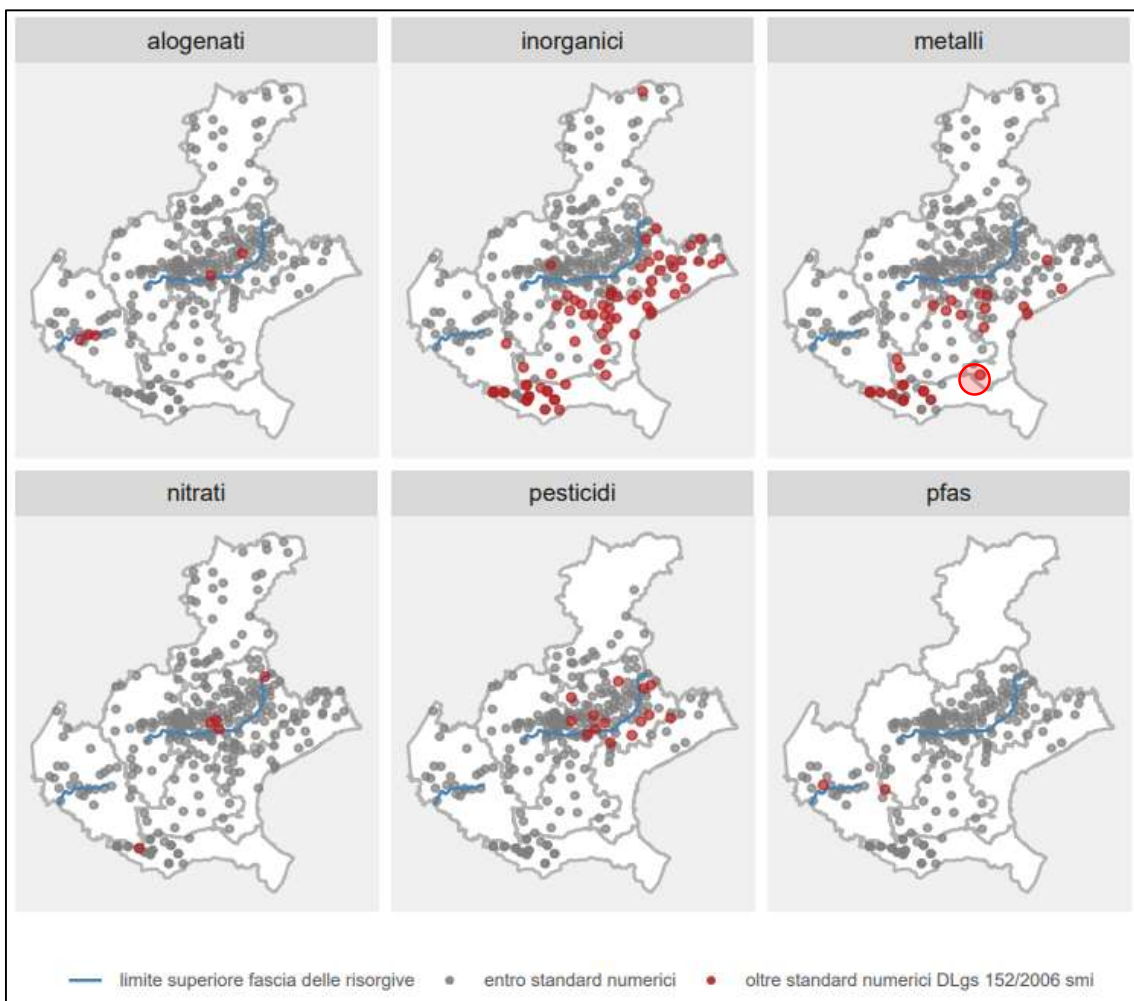 alogenati
inorganici
metalli
nitrati
pesticidi
pfas
limite superiore fascia delle risorgive
entro standard numerici
oltre standard numerici DLgs 152/2006 smi